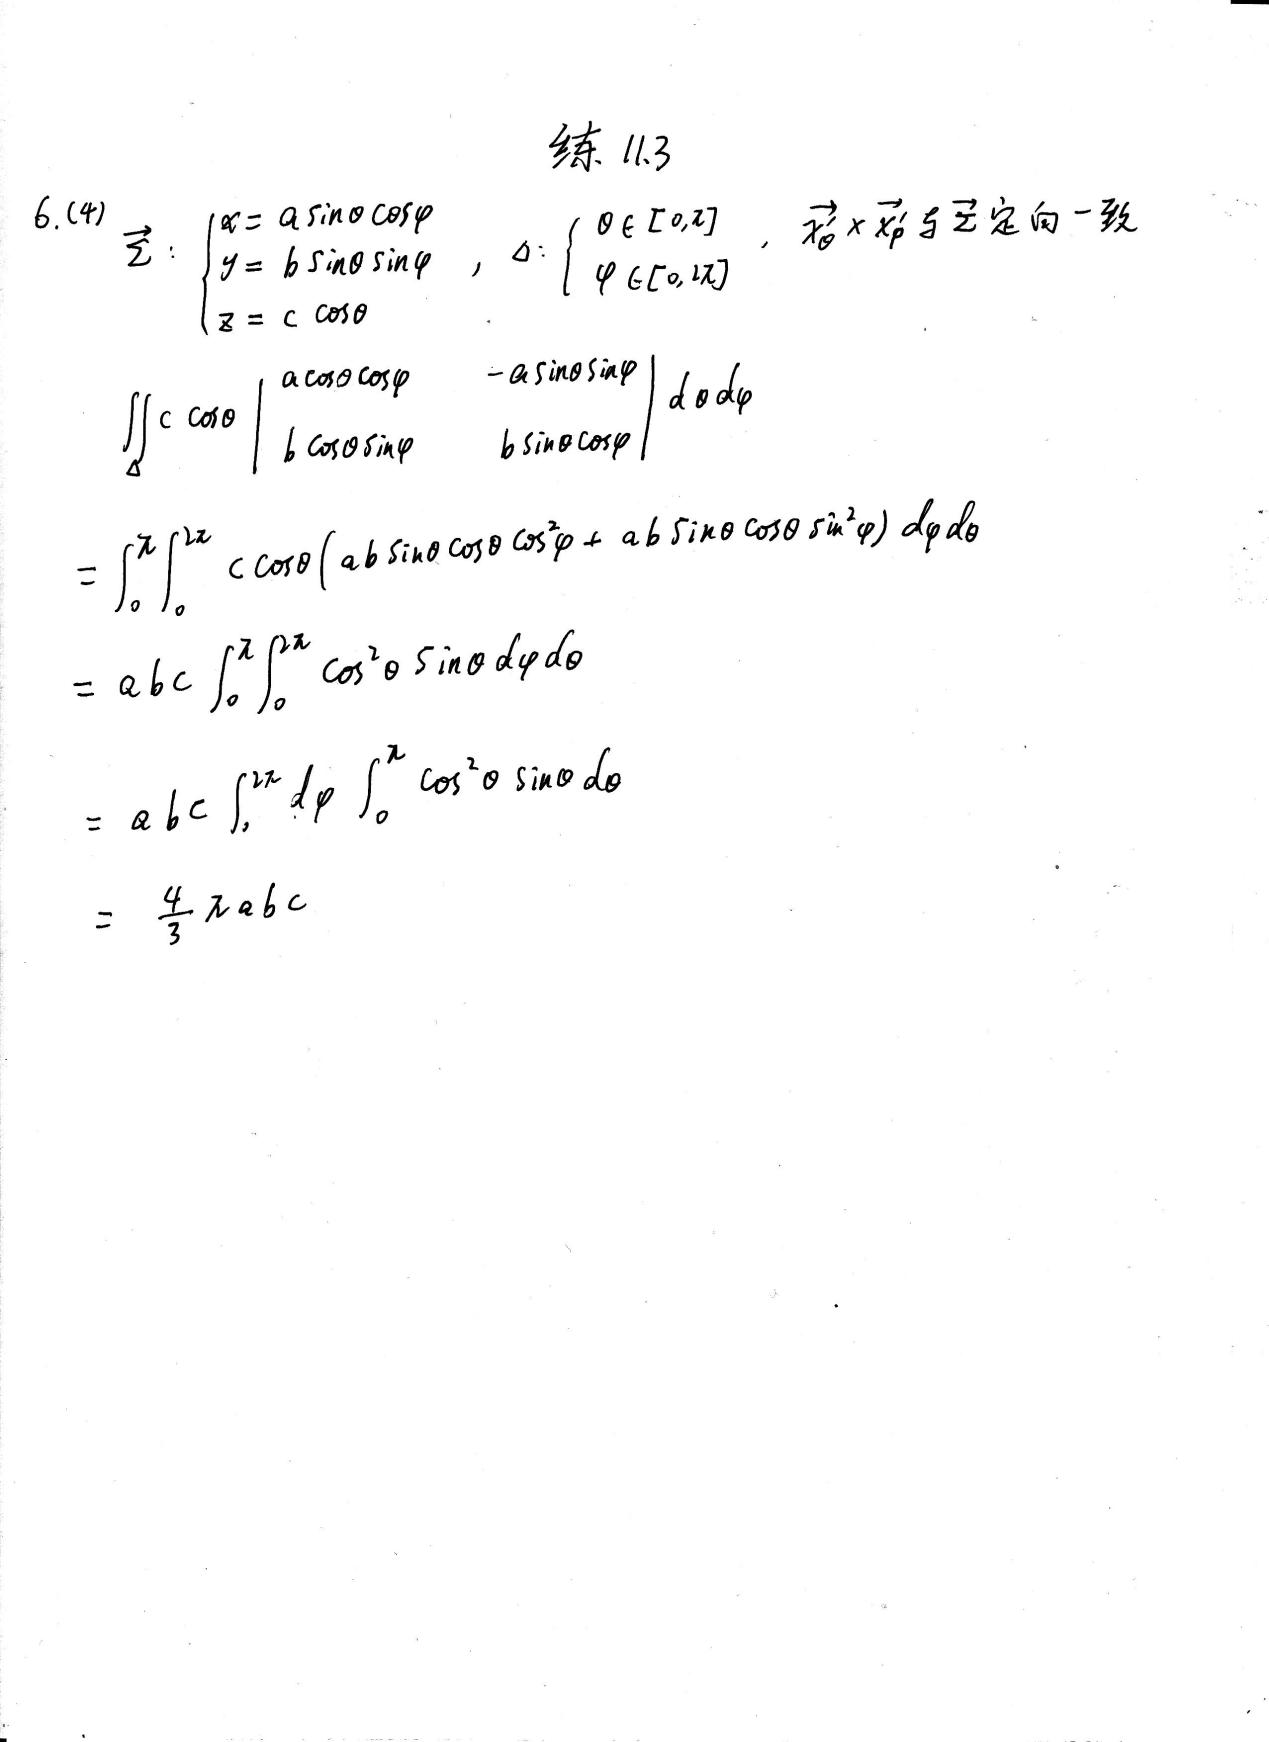 练 11.3
6.(4) $\vec{\Sigma}: \begin{cases} x = a\sin\theta\cos\varphi \\ y = b\sin\theta\sin\varphi \\ z = c\cos\theta \end{cases}$ , $\Delta: \begin{cases} \theta\in[0,\pi] \\ \varphi\in[0,2\pi] \end{cases}$ , $\vec{x_\theta'}\times\vec{x_\varphi'}$ 与 $\vec{\Sigma}$ 定向一致
$\iint_\Delta c\cos\theta \begin{vmatrix} a\cos\theta\cos\varphi & -a\sin\theta\sin\varphi \\ b\cos\theta\sin\varphi & b\sin\theta\cos\varphi \end{vmatrix} d\theta d\varphi$
$= \int_0^\pi \int_0^{2\pi} c\cos\theta(ab\sin\theta\cos\theta\cos^2\varphi + ab\sin\theta\cos\theta\sin^2\varphi) d\varphi d\theta$
$= abc \int_0^\pi \int_0^{2\pi} \cos^2\theta\sin\theta d\varphi d\theta$
$= abc \int_0^{2\pi} d\varphi \int_0^\pi \cos^2\theta\sin\theta d\theta$
$= \frac{4}{3}\pi abc$